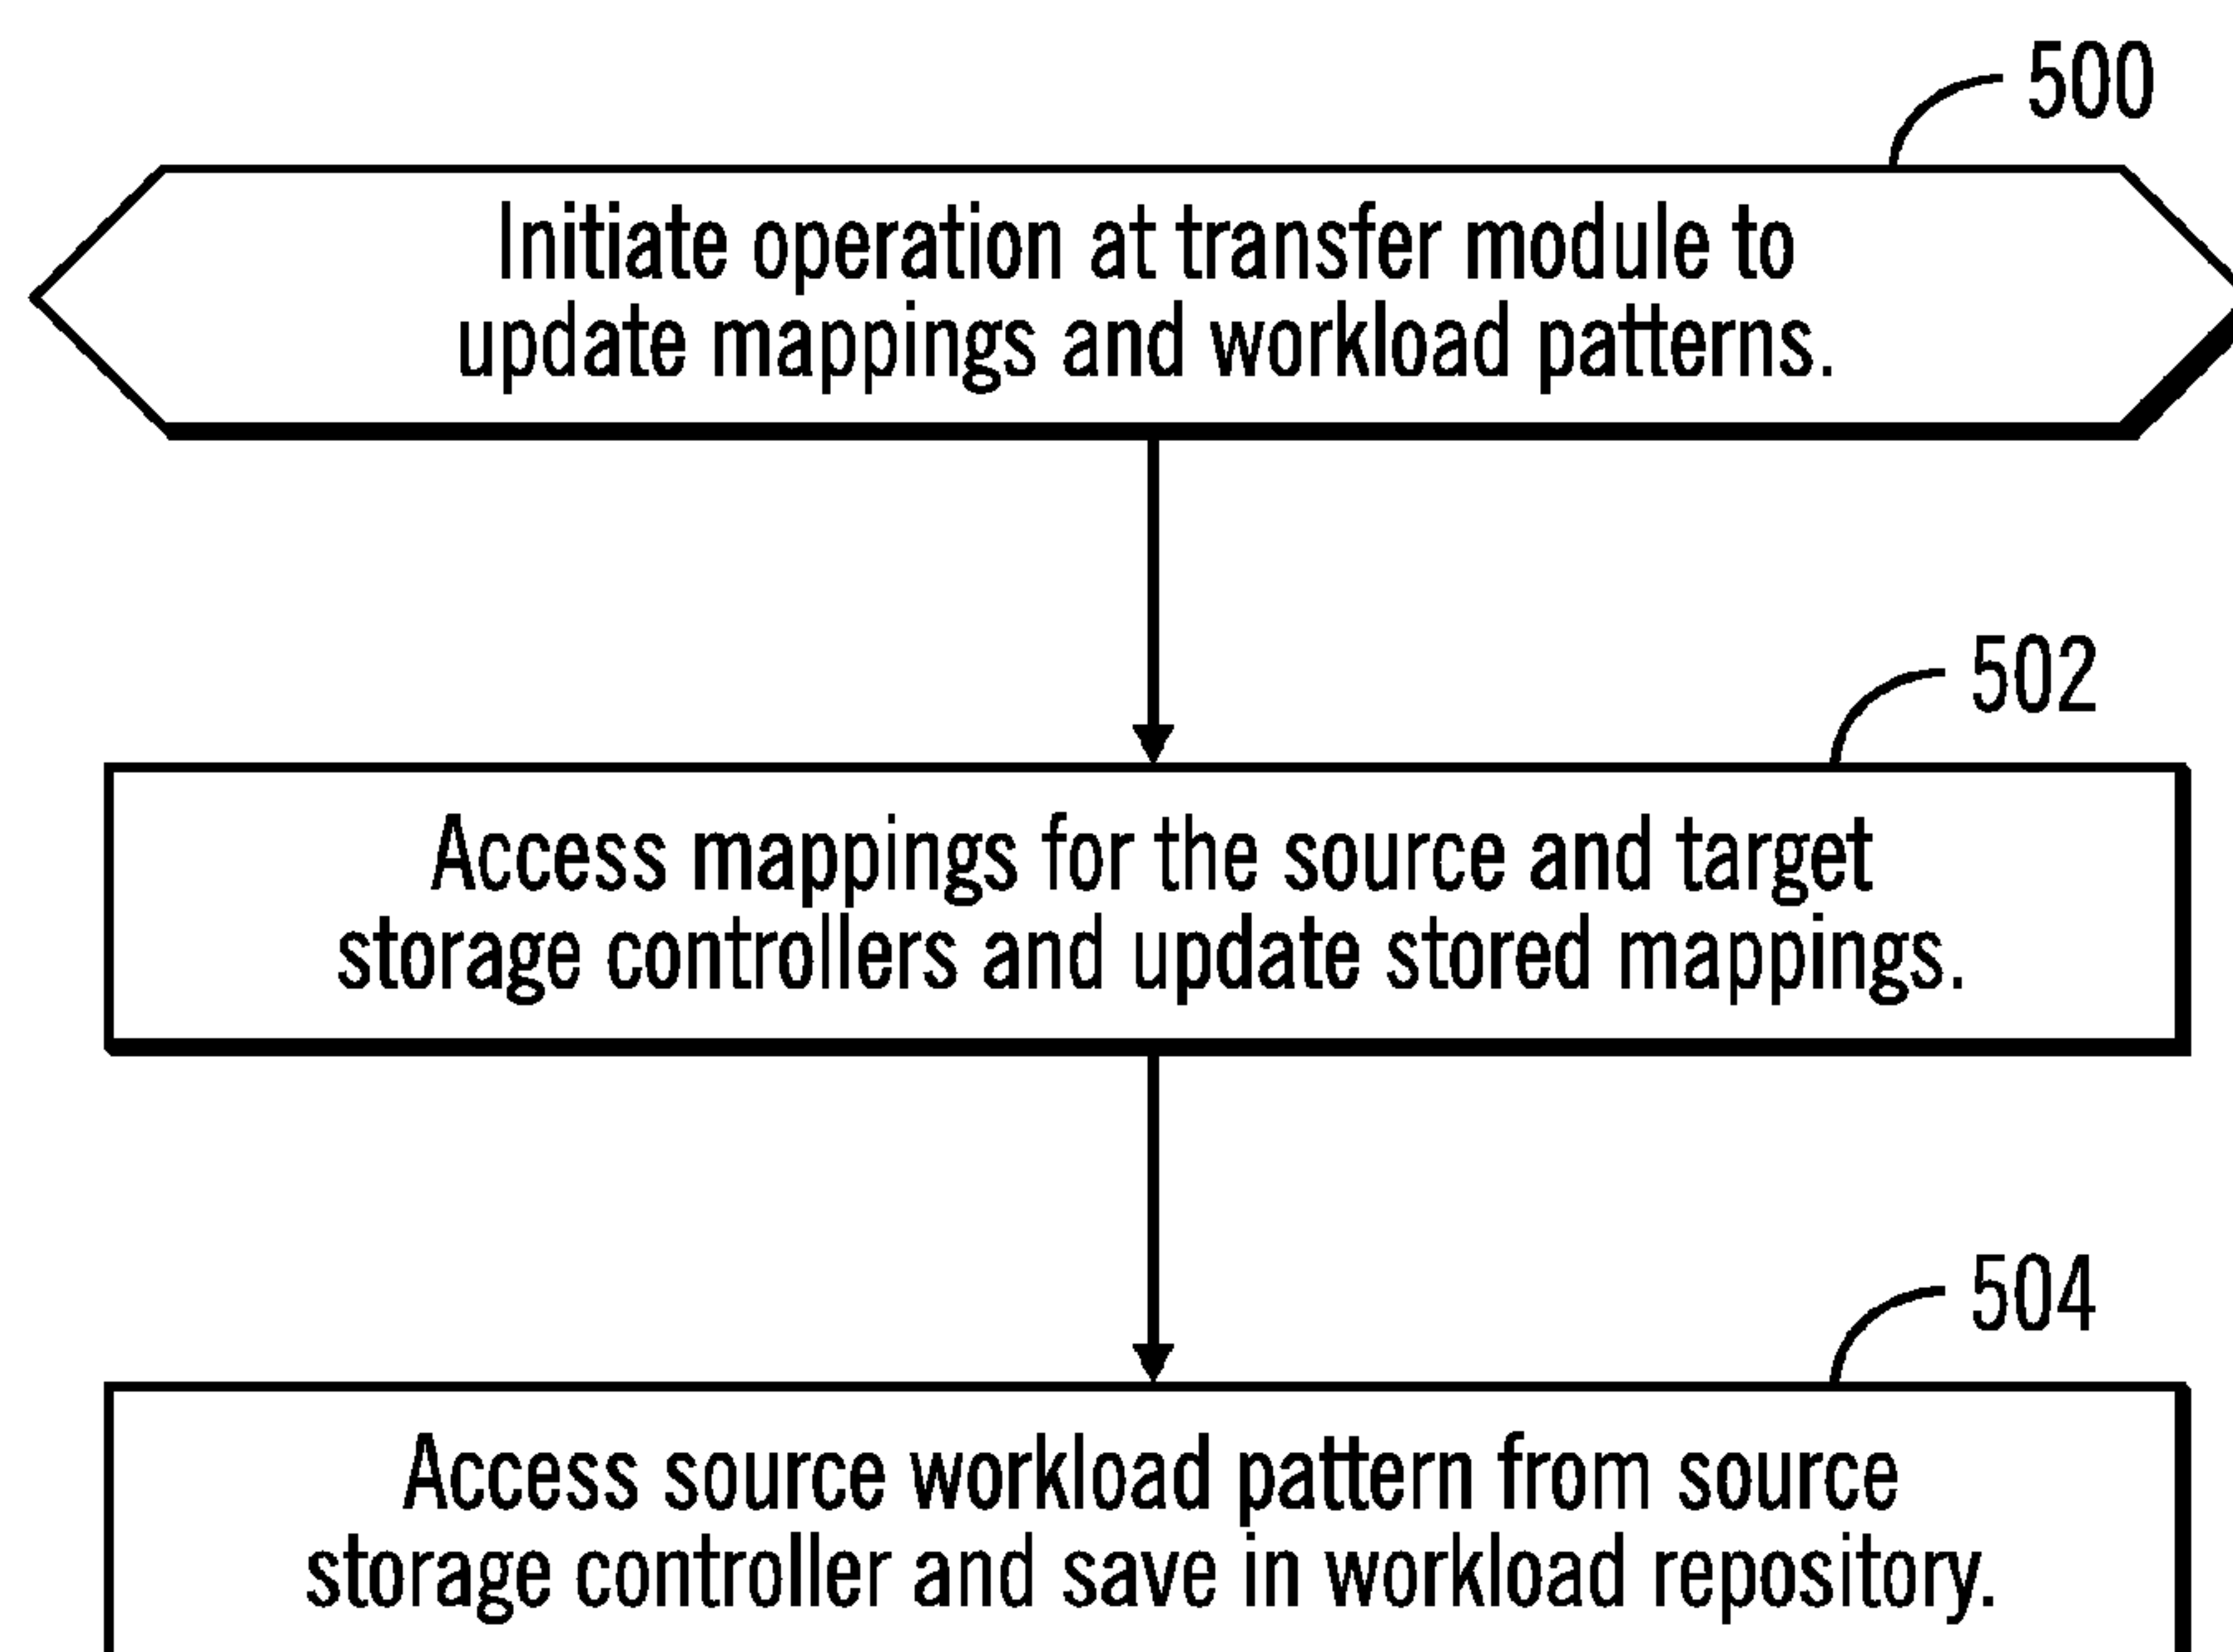 500
Initiate operation at transfer module to
update mappings and workload patterns.
502
Access mappings for the source and target
storage controllers and update stored mappings.
504
Access source workload pattern from source
storage controller and save in workload repository.